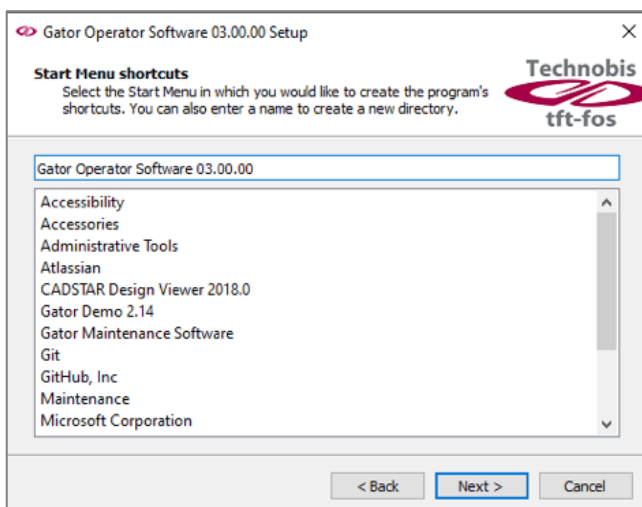 Gator Operator Software 03.00.00 Setup
Start Menu shortcuts
Select the Start Menu in which you would like to create the program's
shortcuts. You can also enter a name to create a new directory.
Technobis
tft-fos
Gator Operator Software 03.00.00
Accessibility
Accessories
Administrative Tools
Atlassian
CADSTAR Design Viewer 2018.0
Gator Demo 2.14
Gator Maintenance Software
Git
GitHub, Inc
Maintenance
Microsoft Corporation
< Back
Next >
Cancel